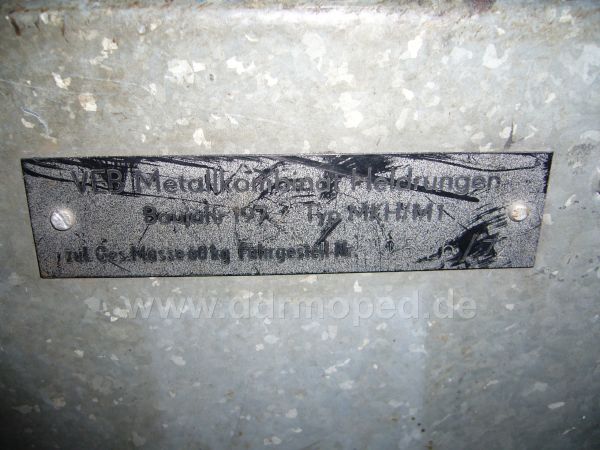 VEB Metallkombinat Heldrungen
Baujahr 197 Typ MKH/M1
zul. Ges. Masse 60 kg Fahrgestell Nr.
www.ddrmoped.de